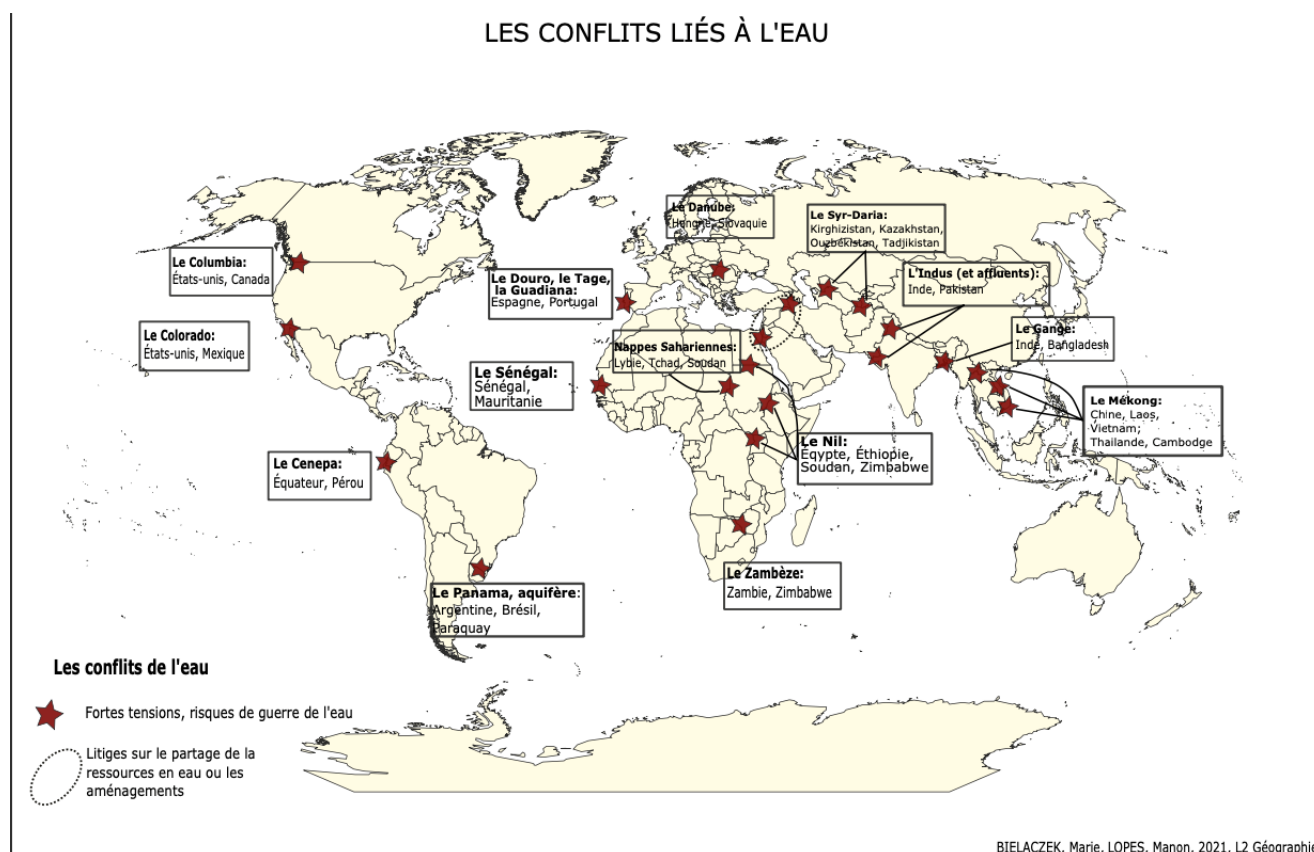 LES CONFLITS LIÉS À L'EAU
Le Danube:
Hongrie, Slovaquie
Le Syr-Daria:
Kirghizistan, Kazakhstan,
Ouzbékistan, Tadjikistan
Le Columbia:
États-unis, Canada
Le Douro, le Tage,
la Guadiana:
Espagne, Portugal
L'Indus (et affluents):
Inde, Pakistan
Le Colorado:
États-unis, Mexique
Nappes Sahariennes:
Lybie, Tchad, Soudan
Le Gange:
Inde, Bangladesh
Le Sénégal:
Sénégal,
Mauritanie
Le Mékong:
Chine, Laos,
Vietnam;
Thailande, Cambodge
Le Nil:
Éqypte, Éthiopie,
Soudan, Zimbabwe
Le Cenepa:
Équateur, Pérou
Le Zambèze:
Zambie, Zimbabwe
Le Panama, aquifère:
Argentine, Brésil,
Paraquay
Les conflits de l'eau
Fortes tensions, risques de guerre de l'eau
Litiges sur le partage de la
ressources en eau ou les
aménagements
BIELACZEK, Marie, LOPES, Manon, 2021, L2 Géographie